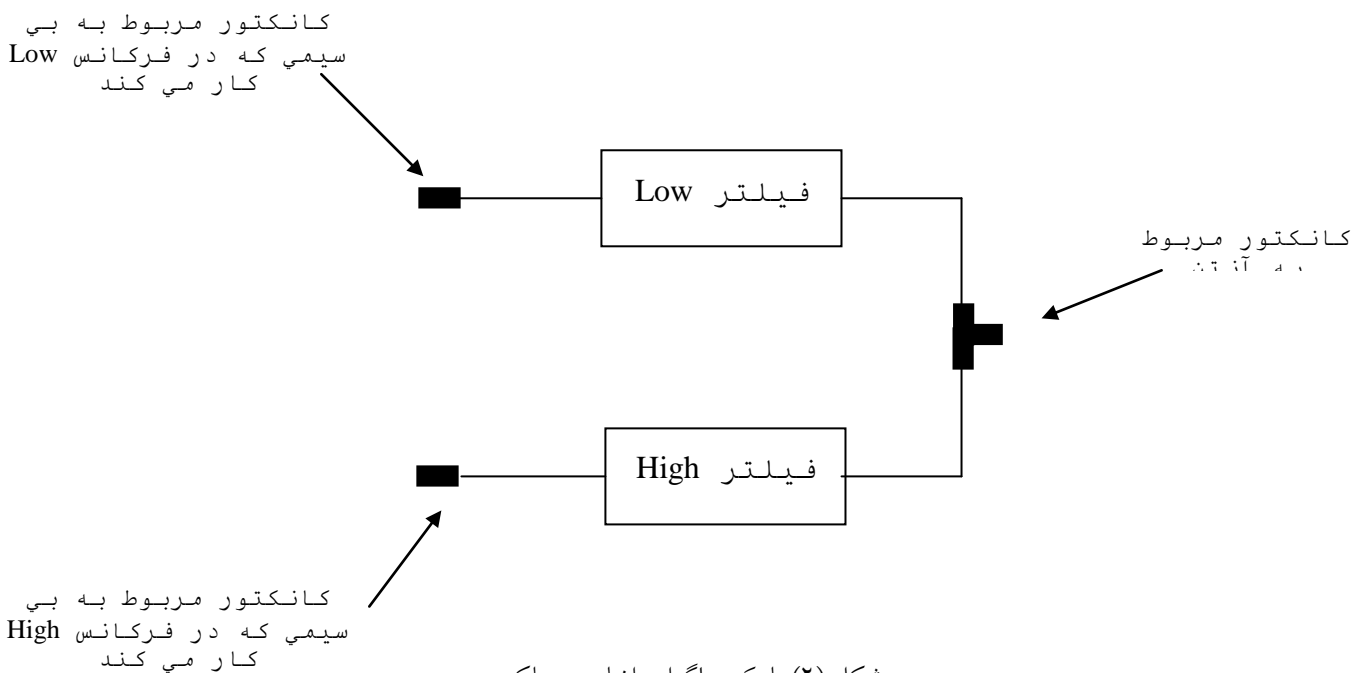 کانکتور مربوط به بي
سيمي که در فرکانس Low
کار مي کند
فيلتر Low
کانکتور مربوط
فيلتر High
کانکتور مربوط به بي
سيمي که در فرکانس High
کار مي کند